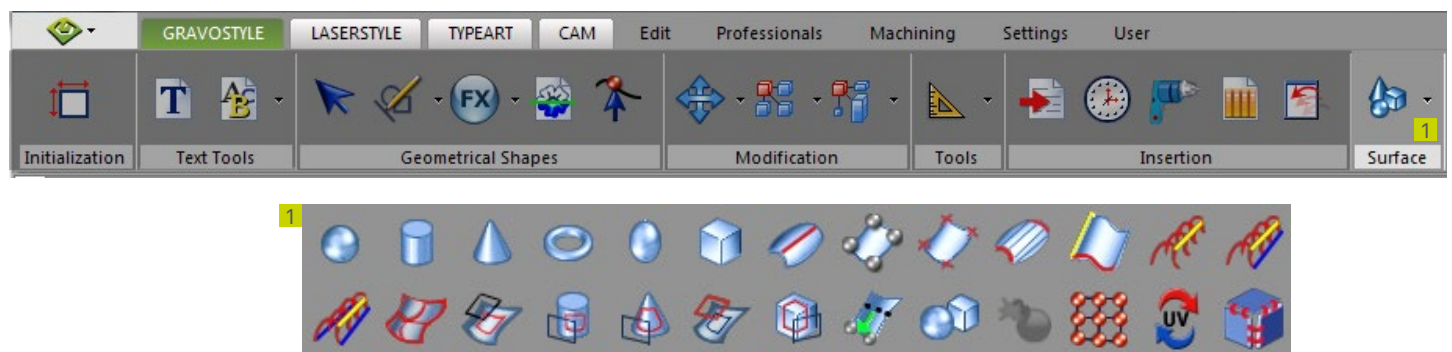 GRAVOSTYLE LASERSTYLE TYPEART CAM Edit Professionals Machining Settings User
T A B C FX
1
Initialization Text Tools Geometrical Shapes Modification Tools Insertion Surface
1
UV